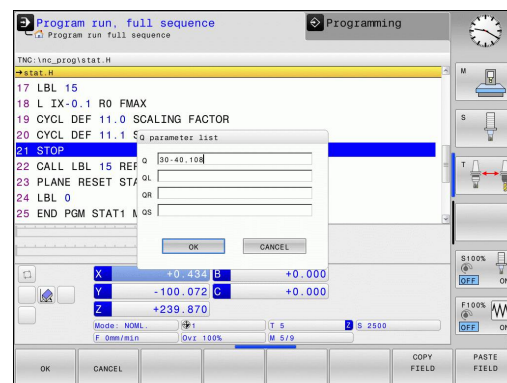 Program run, full sequence
Programming
Program run full sequence
TNC:\nc_prog\stat.H
→stat.H
17 LBL 15
18 L IX-0.1 R0 FMAX
19 CYCL DEF 11.0 SCALING FACTOR
20 CYCL DEF 11.1 S
21 STOP
22 CALL LBL 15 REP
23 PLANE RESET STA
24 LBL 0
25 END PGM STAT1 M
Q parameter list
Q 30-40.108
QL
QR
QS
OK CANCEL
X +0.434 B +0.000
Y -100.072 C +0.000
Z +239.870
Mode: NOML. 1 T 5 Z S 2500
F 0mm/min Ovr 100% M 5/9
M
S
T
S100%
OFF ON
F100%
OFF ON
OK CANCEL COPY FIELD PASTE FIELD